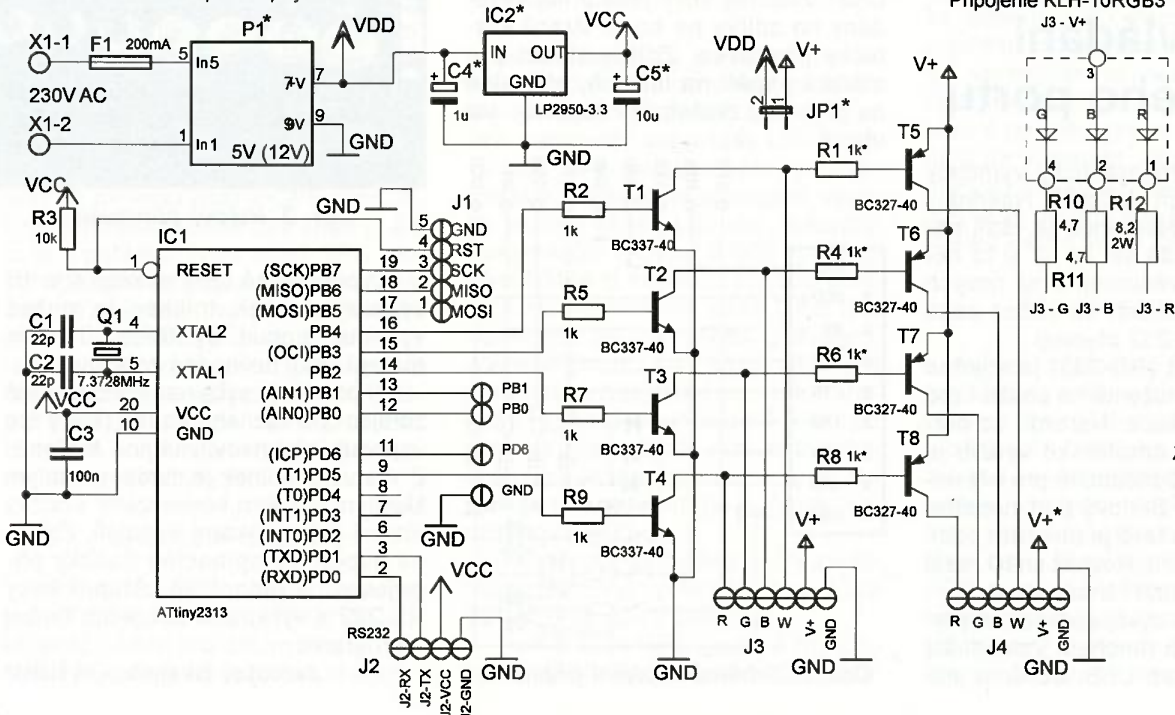 Pripojenie KLH-10RGB3
X1-1
F1
200mA
P1*
5
In5
7
+V
VDD
230V AC
X1-2
1
In1
9
-V
GND
5V (12V)
IC2*
C4*
+
1u
IN
OUT
GND
LP2950-3.3
VCC
C5*
+
10u
GND
VDD
V+
2
1
JP1*
V+
J3 - V+
3
G
B
R
4
2
1
R10
4,7
R12
8,2
2W
4,7
R11
J3 - G
J3 - B
J3 - R
VCC
R3
10k
GND
J1
5
GND
4
RST
3
SCK
2
MISO
1
MOSI
IC1
1
RESET
(SCK)PB7
19
(MISO)PB6
18
(MOSI)PB5
17
PB4
16
(OCI)PB3
15
PB2
14
(AIN1)PB1
13
(AIN0)PB0
12
(ICP)PD6
11
(T1)PD5
9
(T0)PD4
8
(INT1)PD3
7
(INT0)PD2
6
(TXD)PD1
3
(RXD)PD0
2
C1
22p
Q1
4
XTAL2
C2
22p
7.3728MHz
5
XTAL1
VCC
20
VCC
10
GND
C3
100n
GND
ATtiny2313
PB1
PB0
PD6
GND
VCC
RS232
J2
J2-RX
J2-TX
J2-VCC
J2-GND
GND
R2
1k
T1
BC337-40
R5
1k
T2
BC337-40
R7
1k
T3
BC337-40
R9
1k
T4
BC337-40
GND
R1 1k*
T5
BC327-40
R4 1k*
T6
BC327-40
R6 1k*
T7
BC327-40
R8 1k*
T8
BC327-40
V+
R
G
B
W
V+
GND
J3
GND
V+*
R
G
B
W
V+
GND
J4
GND